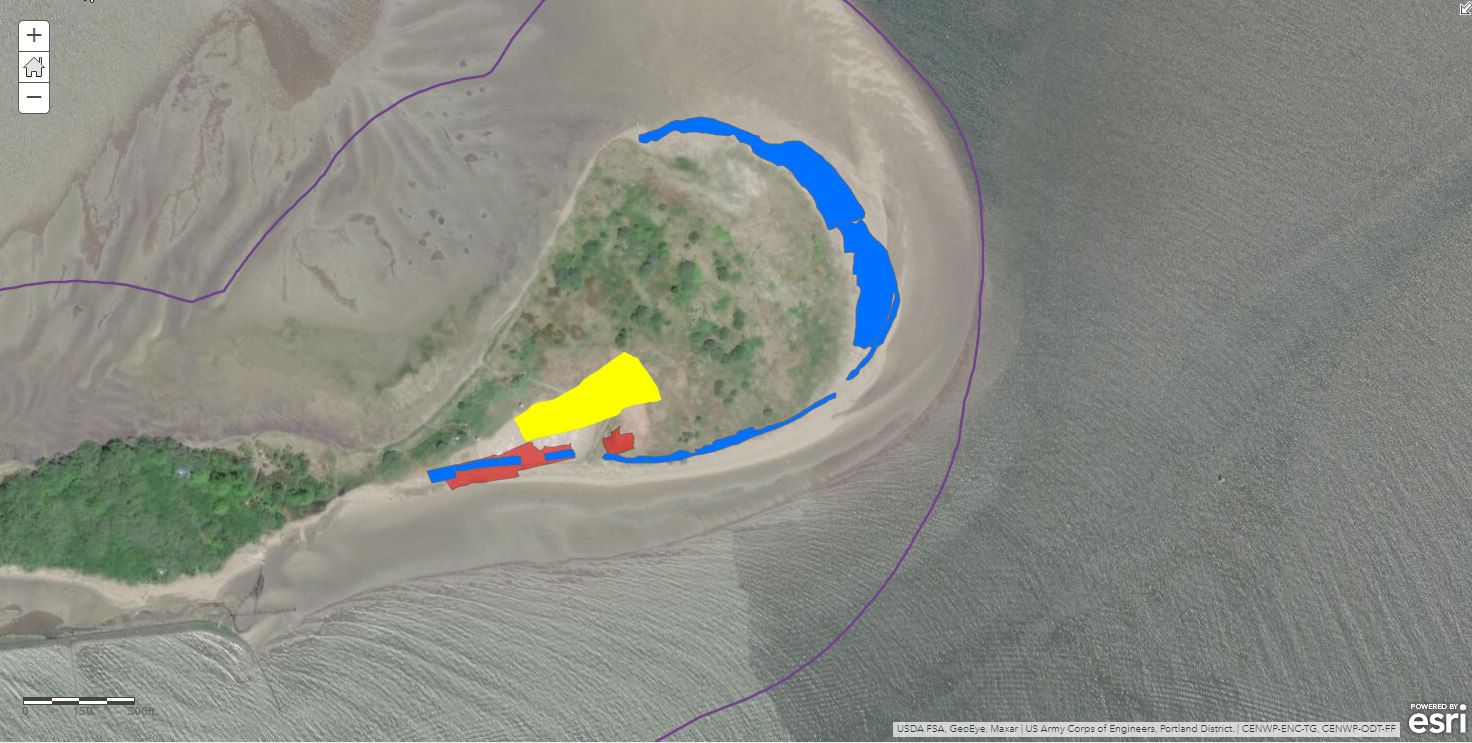 +
−
0 150 300ft
POWERED BY
esri
USDA FSA, GeoEye, Maxar | US Army Corps of Engineers, Portland District. | CENWP-ENC-TG, CENWP-ODT-FF